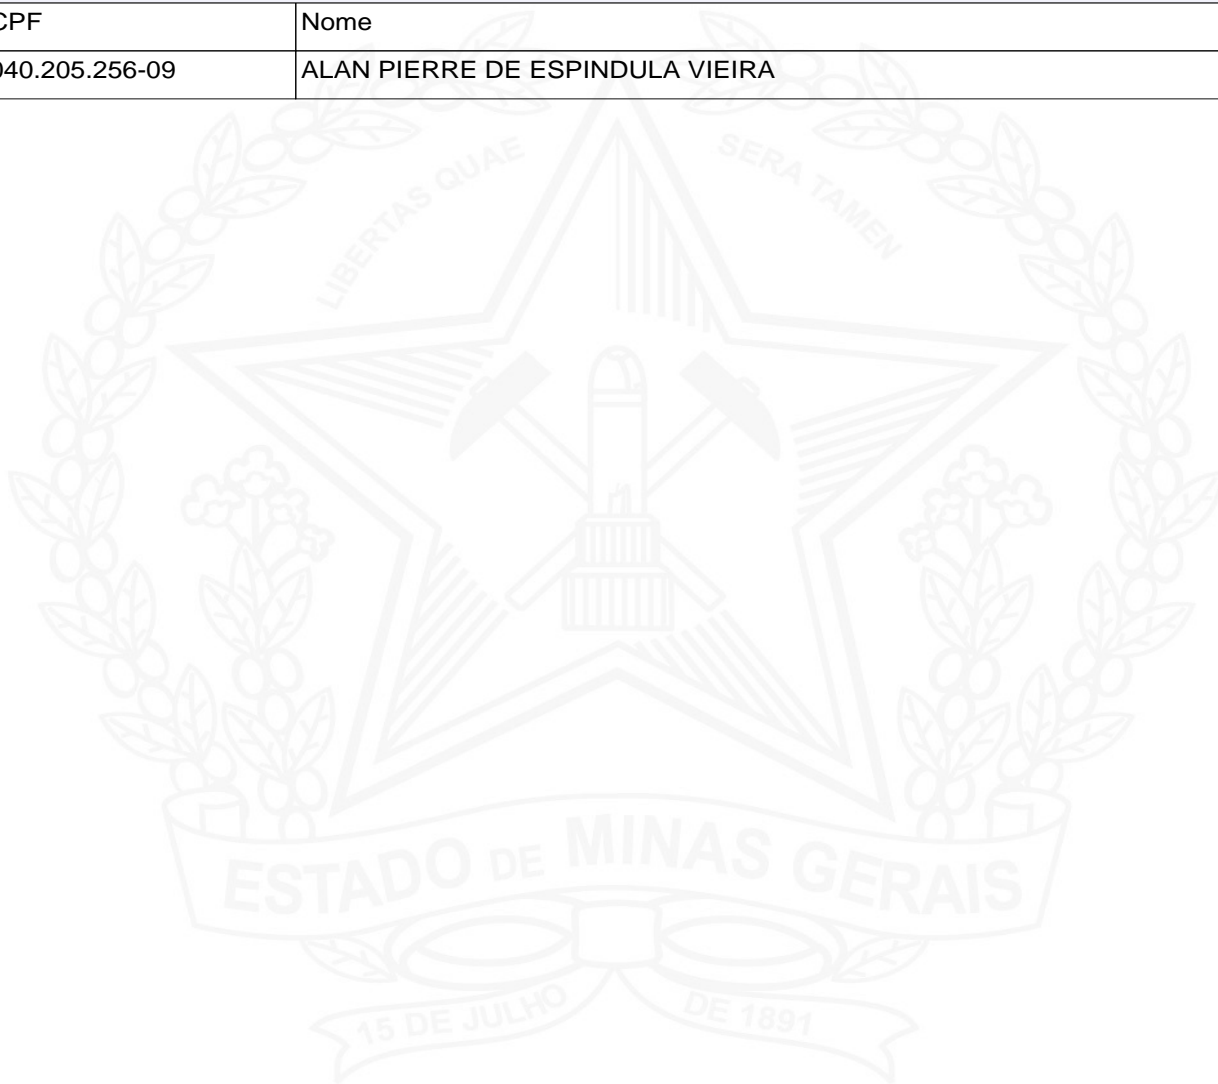 CPF Nome
040.205.256-09 ALAN PIERRE DE ESPINDULA VIEIRA
LIBERTAS QUAE SERA TAMEN
ESTADO DE MINAS GERAIS
15 DE JULHO DE 1891